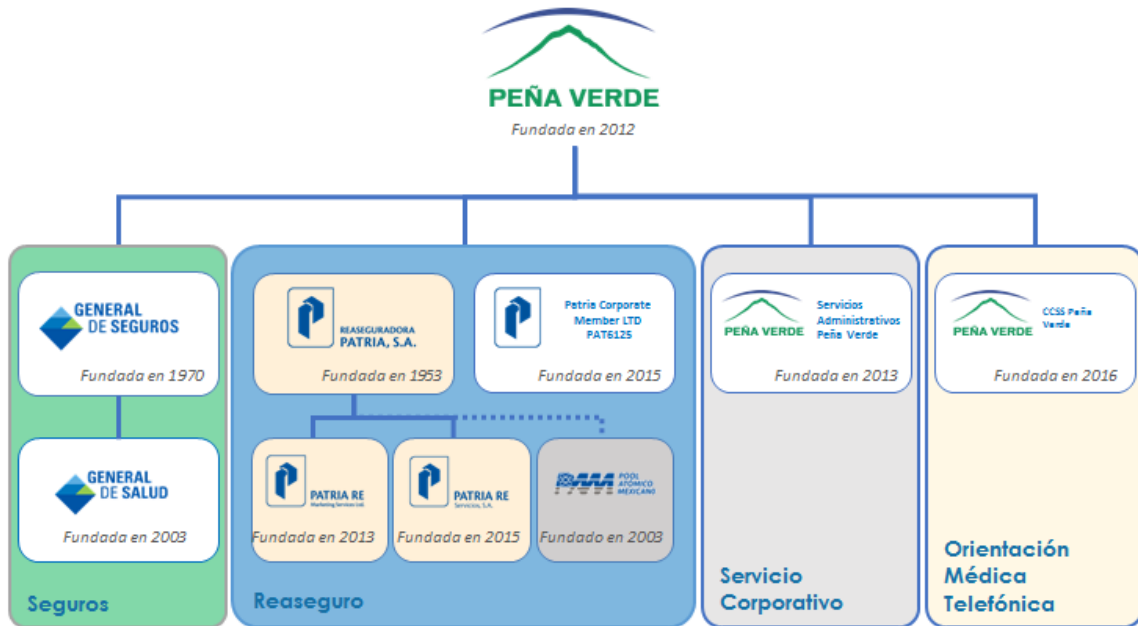 PEÑA VERDE
Fundada en 2012
GENERAL
DE SEGUROS
Fundada en 1970
GENERAL
DE SALUD
Fundada en 2003
Seguros
REASEGURADORA
PATRIA, S.A.
Fundada en 1953
Patria Corporate
Member LTD
PAT6125
Fundada en 2015
PATRIA RE
Marketing Services Ltd.
Fundada en 2013
PATRIA RE
Servicios, S.A.
Fundada en 2015
PAM
POOL
ATÓMICO
MEXICANO
Fundado en 2003
Reaseguro
PEÑA VERDE
Servicios
Administrativos
Peña Verde
Fundada en 2013
Servicio
Corporativo
PEÑA VERDE
CCSS Peña
Verde
Fundada en 2016
Orientación
Médica
Telefónica